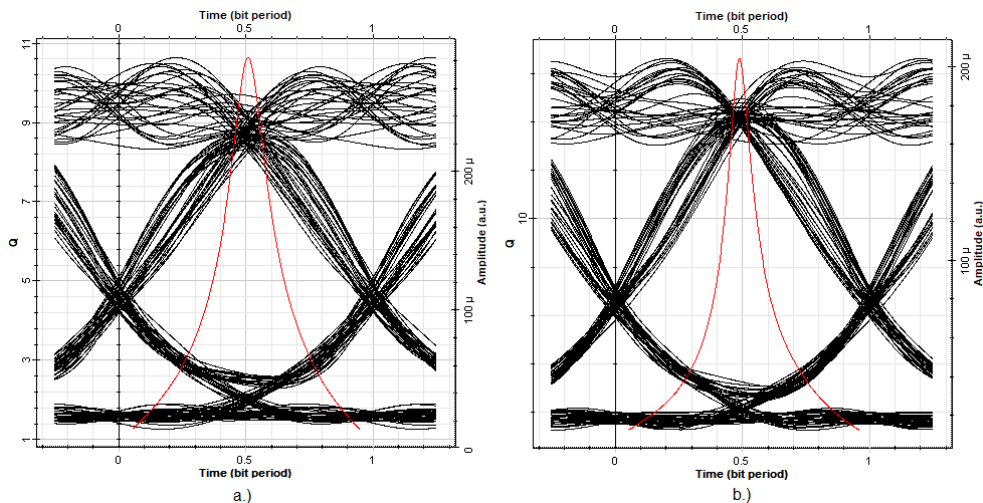 Time (bit period)
0 0.5 1
11
9
7
5
3
1
Q
200 µ
100 µ
0
Amplitude (a.u.)
0 0.5 1
Time (bit period)
a.)
Time (bit period)
0 0.5 1
10
Q
200 µ
100 µ
Amplitude (a.u.)
0 0.5 1
Time (bit period)
b.)